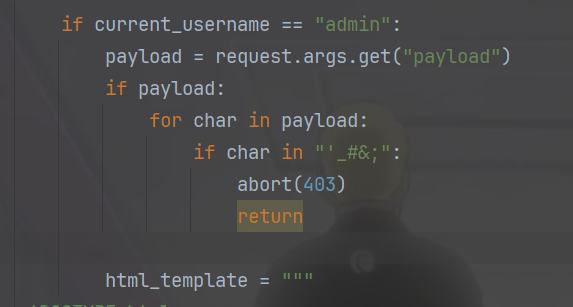 if current_username == "admin":
payload = request.args.get("payload")
if payload:
for char in payload:
if char in "'_#&;":
abort(403)
return
html_template = """